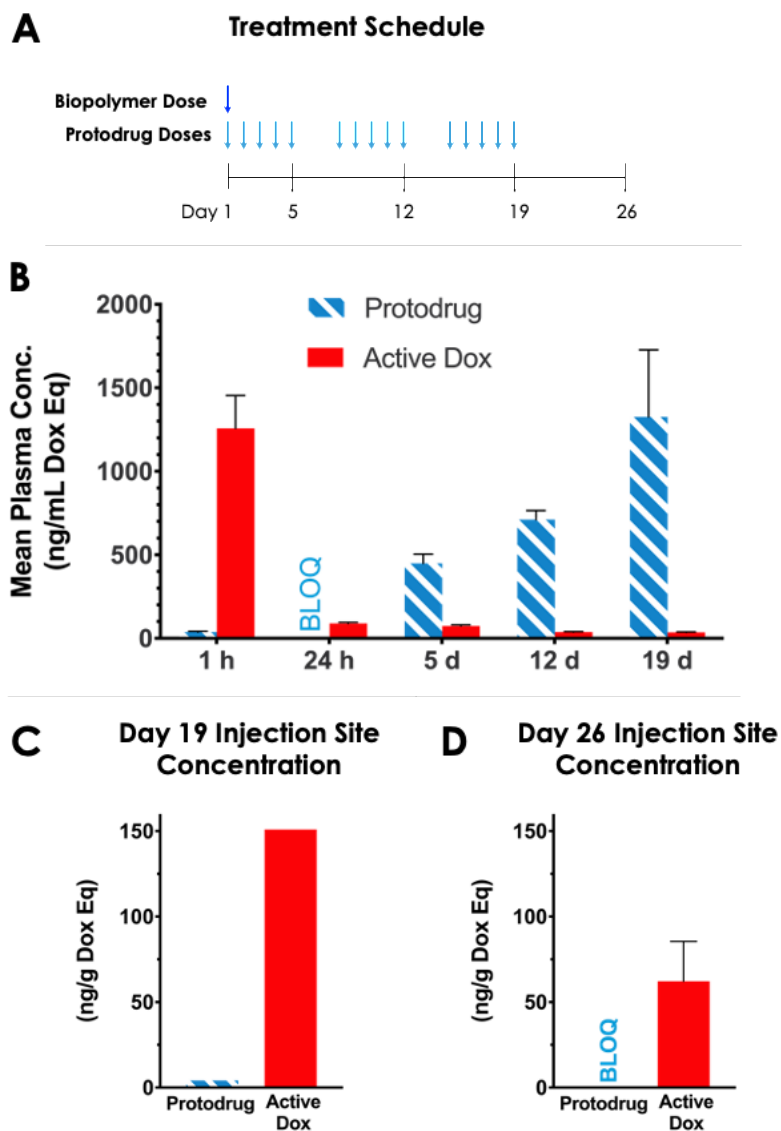 A
Treatment Schedule
Biopolymer Dose
Protodrug Doses
Day 1 5 12 19 26
B
Mean Plasma Conc.
(ng/mL Dox Eq)
2000
1500
1000
500
0
Protodrug
Active Dox
BLOQ
1 h 24 h 5 d 12 d 19 d
C
Day 19 Injection Site
Concentration
(ng/g Dox Eq)
150
100
50
0
Protodrug Active
Dox
D
Day 26 Injection Site
Concentration
(ng/g Dox Eq)
150
100
50
0
BLOQ
Protodrug Active
Dox